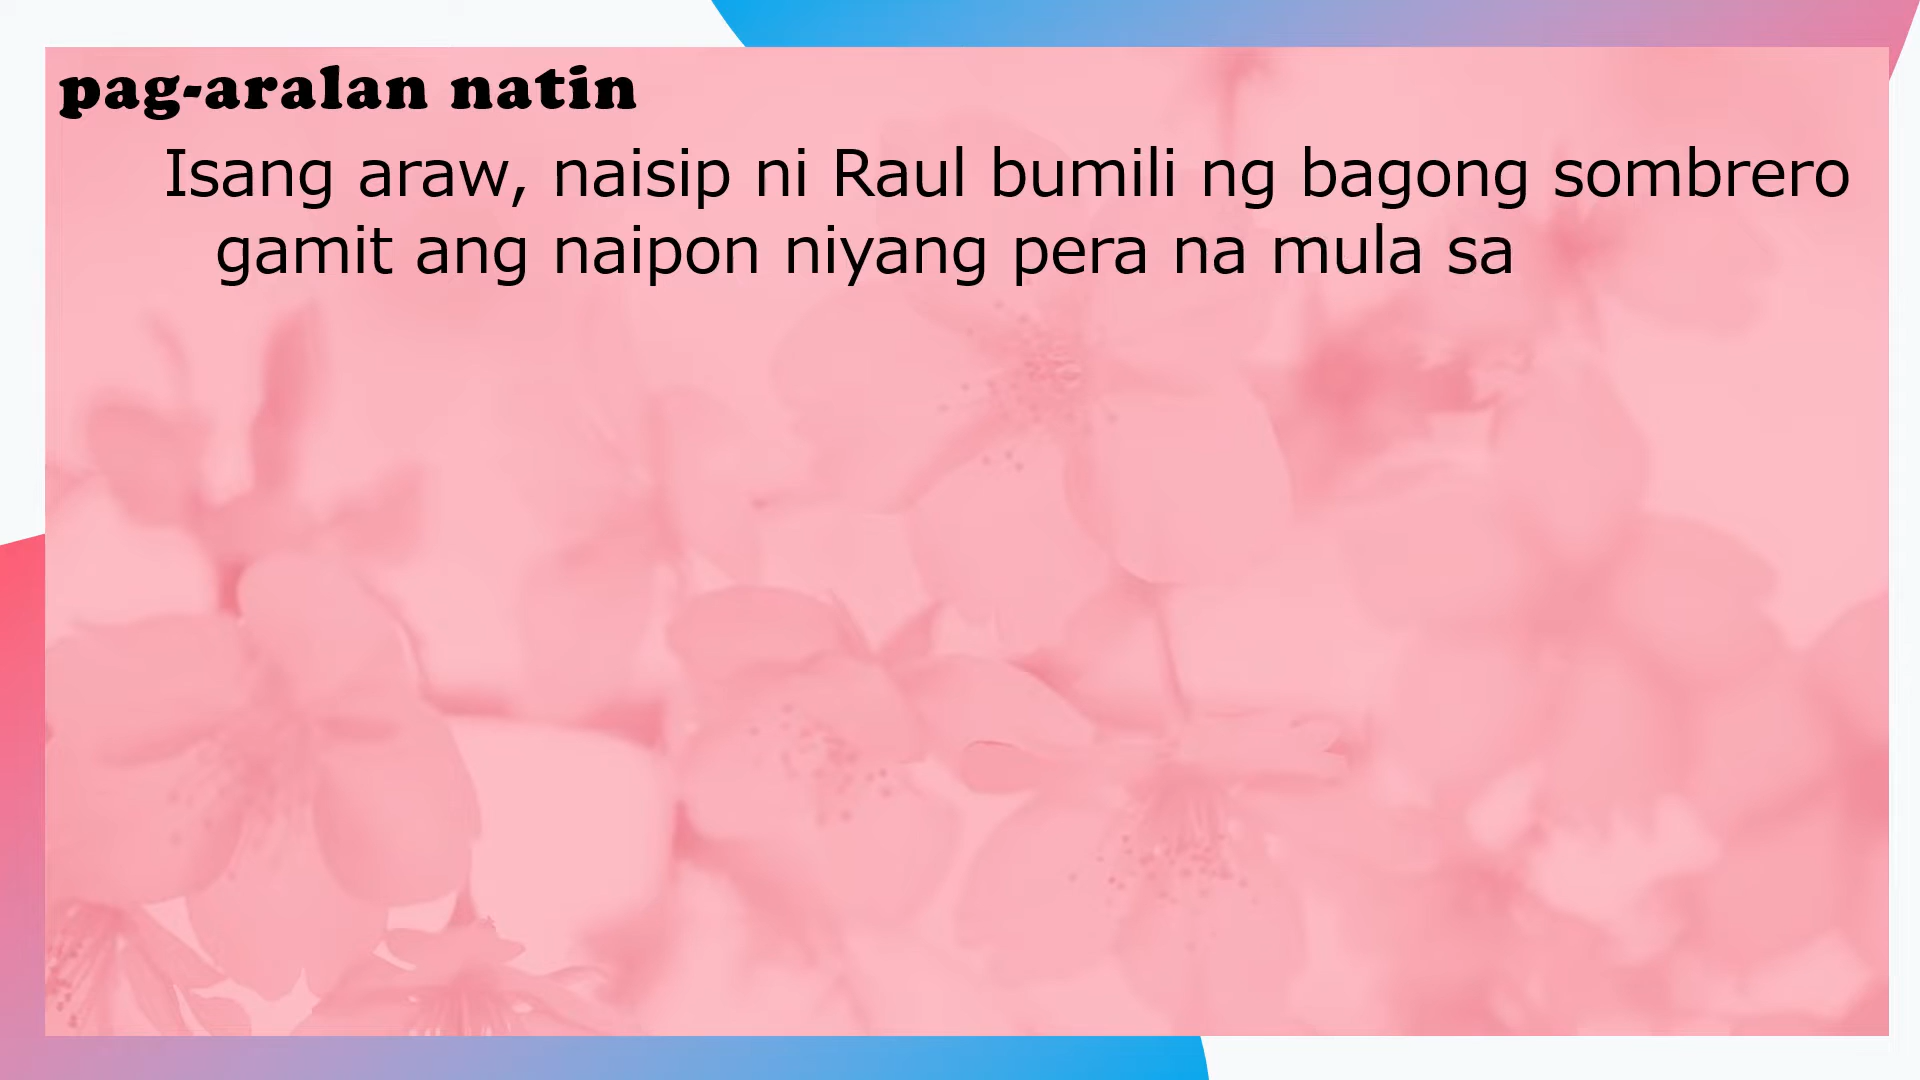 pag-aralan natin
Isang araw, naisip ni Raul bumili ng bagong sombrero
gamit ang naipon niyang pera na mula sa